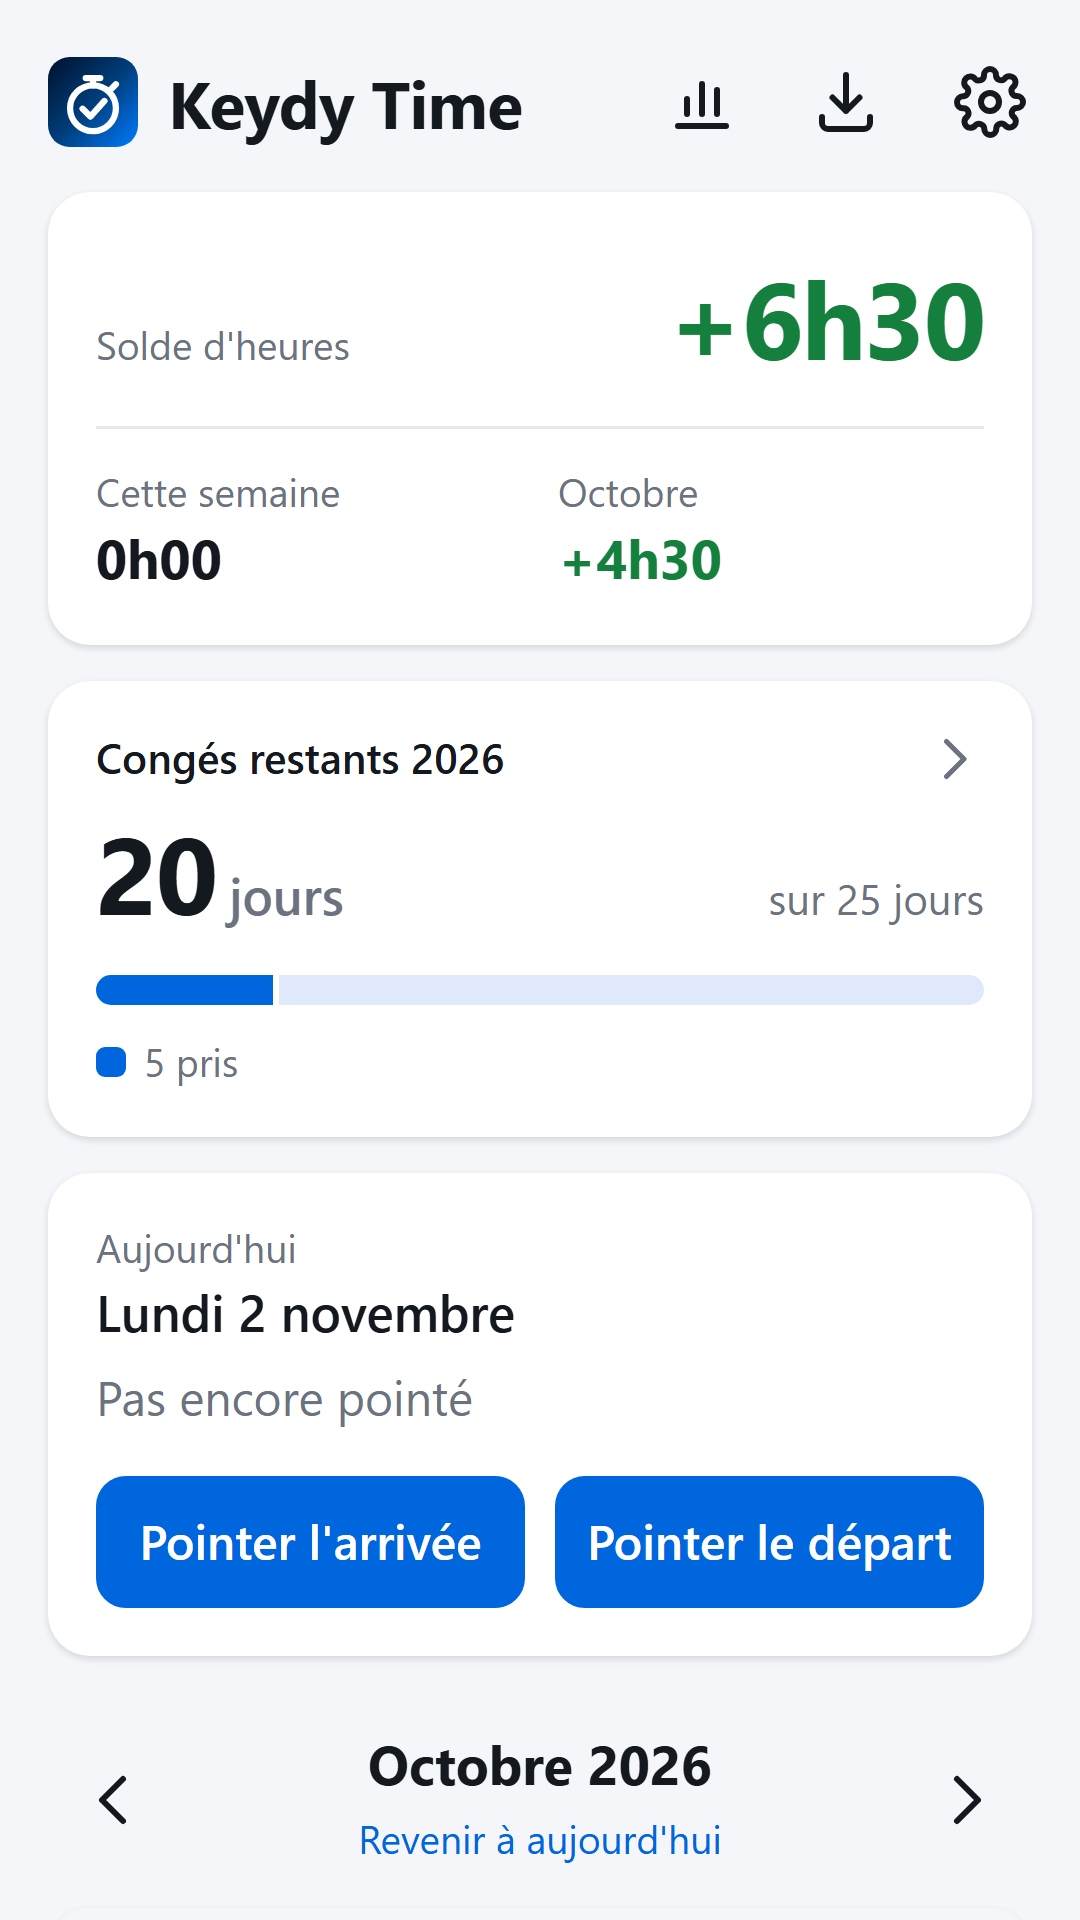 Keydy Time
Solde d'heures
+6h30
Cette semaine
Octobre
0h00
+4h30
Congés restants 2026
20 jours
sur 25 jours
5 pris
Aujourd'hui
Lundi 2 novembre
Pas encore pointé
Pointer l'arrivée
Pointer le départ
Octobre 2026
Revenir à aujourd'hui